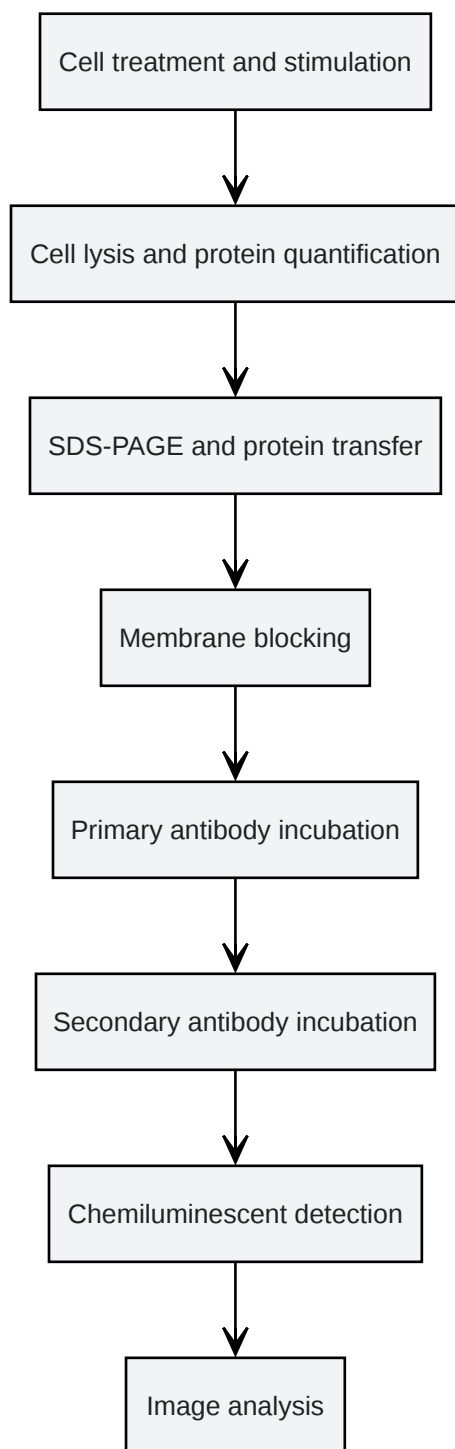 Cell treatment and stimulation
Cell lysis and protein quantification
SDS-PAGE and protein transfer
Membrane blocking
Primary antibody incubation
Secondary antibody incubation
Chemiluminescent detection
Image analysis